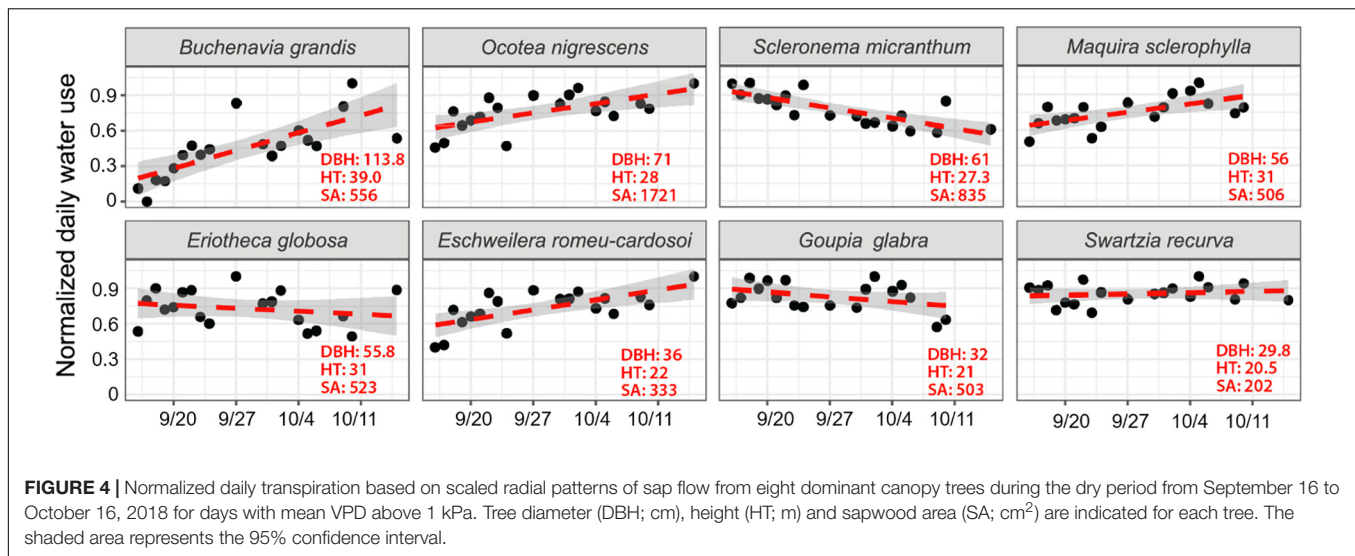 Buchenavia grandis
Ocotea nigrescens
Scleronema micranthum
Maquira sclerophylla
Normalized daily water use
0.9
0.6
0.3
0
DBH: 113.8
HT: 39.0
SA: 556
DBH: 71
HT: 28
SA: 1721
DBH: 61
HT: 27.3
SA: 835
DBH: 56
HT: 31
SA: 506
Eriotheca globosa
Eschweilera romeu-cardosoi
Goupia glabra
Swartzia recurva
0.9
0.6
0.3
0
DBH: 55.8
HT: 31
SA: 523
DBH: 36
HT: 22
SA: 333
DBH: 32
HT: 21
SA: 503
DBH: 29.8
HT: 20.5
SA: 202
9/20 9/27 10/4 10/11
9/20 9/27 10/4 10/11
9/20 9/27 10/4 10/11
9/20 9/27 10/4 10/11
FIGURE 4 | Normalized daily transpiration based on scaled radial patterns of sap flow from eight dominant canopy trees during the dry period from September 16 to
October 16, 2018 for days with mean VPD above 1 kPa. Tree diameter (DBH; cm), height (HT; m) and sapwood area (SA; cm²) are indicated for each tree. The
shaded area represents the 95% confidence interval.